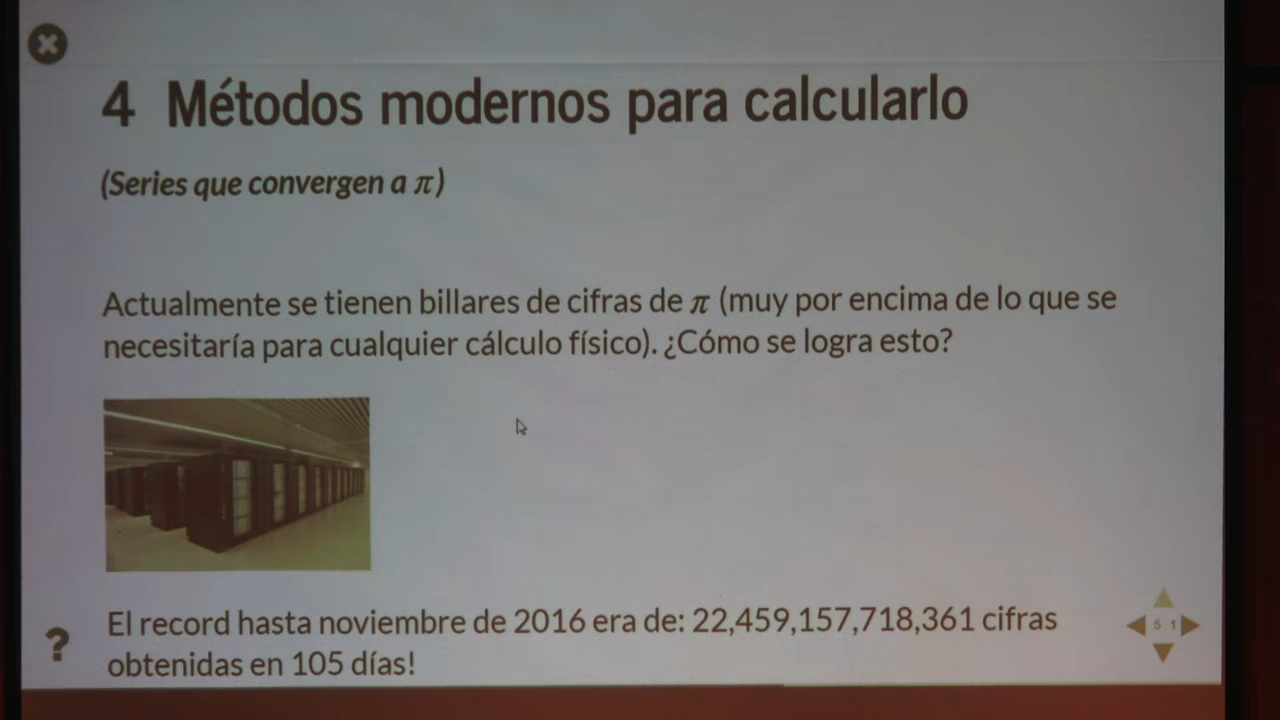 4 Métodos modernos para calcularlo
(Series que convergen a π)
Actualmente se tienen billares de cifras de π (muy por encima de lo que se
necesitaría para cualquier cálculo físico). ¿Cómo se logra esto?
El record hasta noviembre de 2016 era de: 22,459,157,718,361 cifras
obtenidas en 105 días!
?
5.1